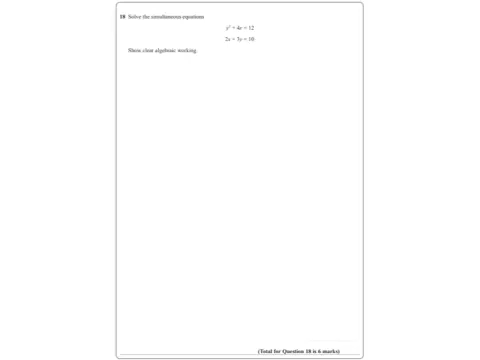 18 Solve the simultaneous equations
y² + 4x = 12
2x + 3y = 10
Show clear algebraic working.
(Total for Question 18 is 6 marks)